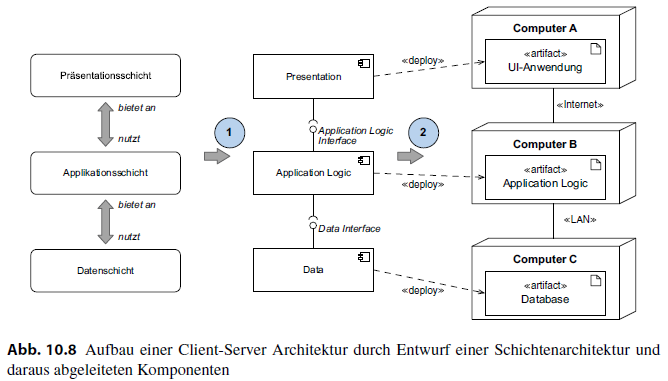 Präsentationsschicht
bietet an
nutzt
Applikationsschicht
bietet an
nutzt
Datenschicht
1
Presentation
Application Logic
Interface
Application Logic
Data Interface
Data
2
«deploy»
«deploy»
«deploy»
Computer A
«artifact»
UI-Anwendung
«Internet»
Computer B
«artifact»
Application Logic
«LAN»
Computer C
«artifact»
Database
Abb. 10.8 Aufbau einer Client-Server Architektur durch Entwurf einer Schichtenarchitektur und
daraus abgeleiteten Komponenten